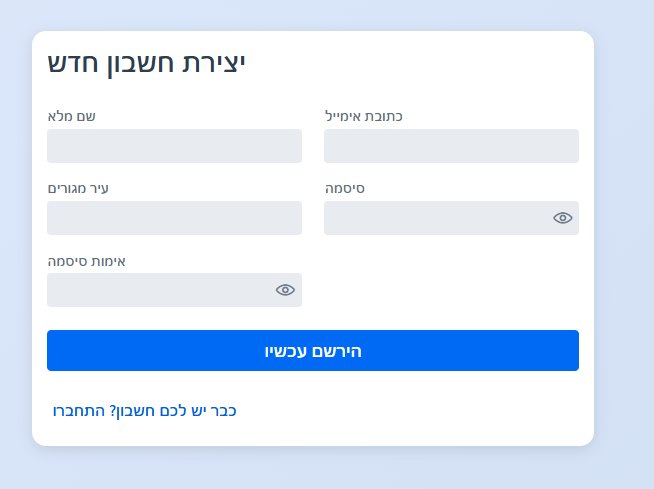 יצירת חשבון חדש
שם מלא
כתובת אימייל
עיר מגורים
סיסמה
אימות סיסמה
הירשם עכשיו
כבר יש לכם חשבון? התחברו